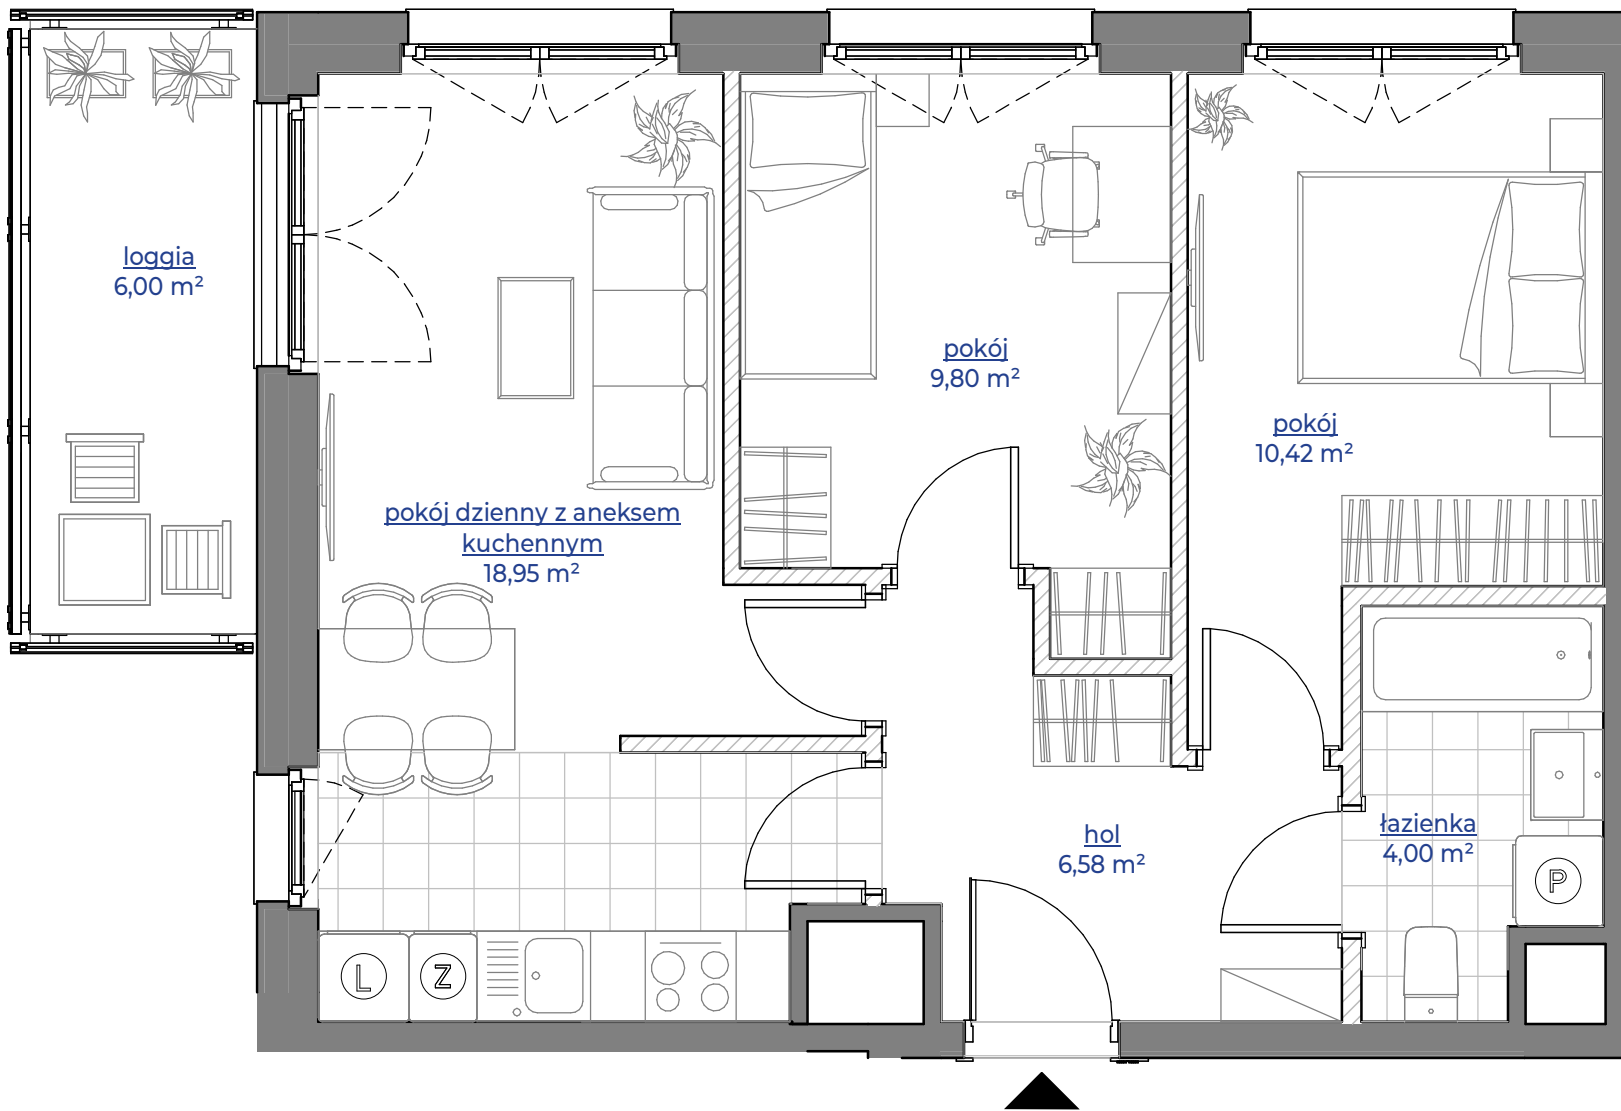 loggia
6,00 m²
pokój
9,80 m²
pokój
10,42 m²
pokój dzienny z aneksem
kuchennym
18,95 m²
hol
6,58 m²
łazienka
4,00 m²
P
L
Z